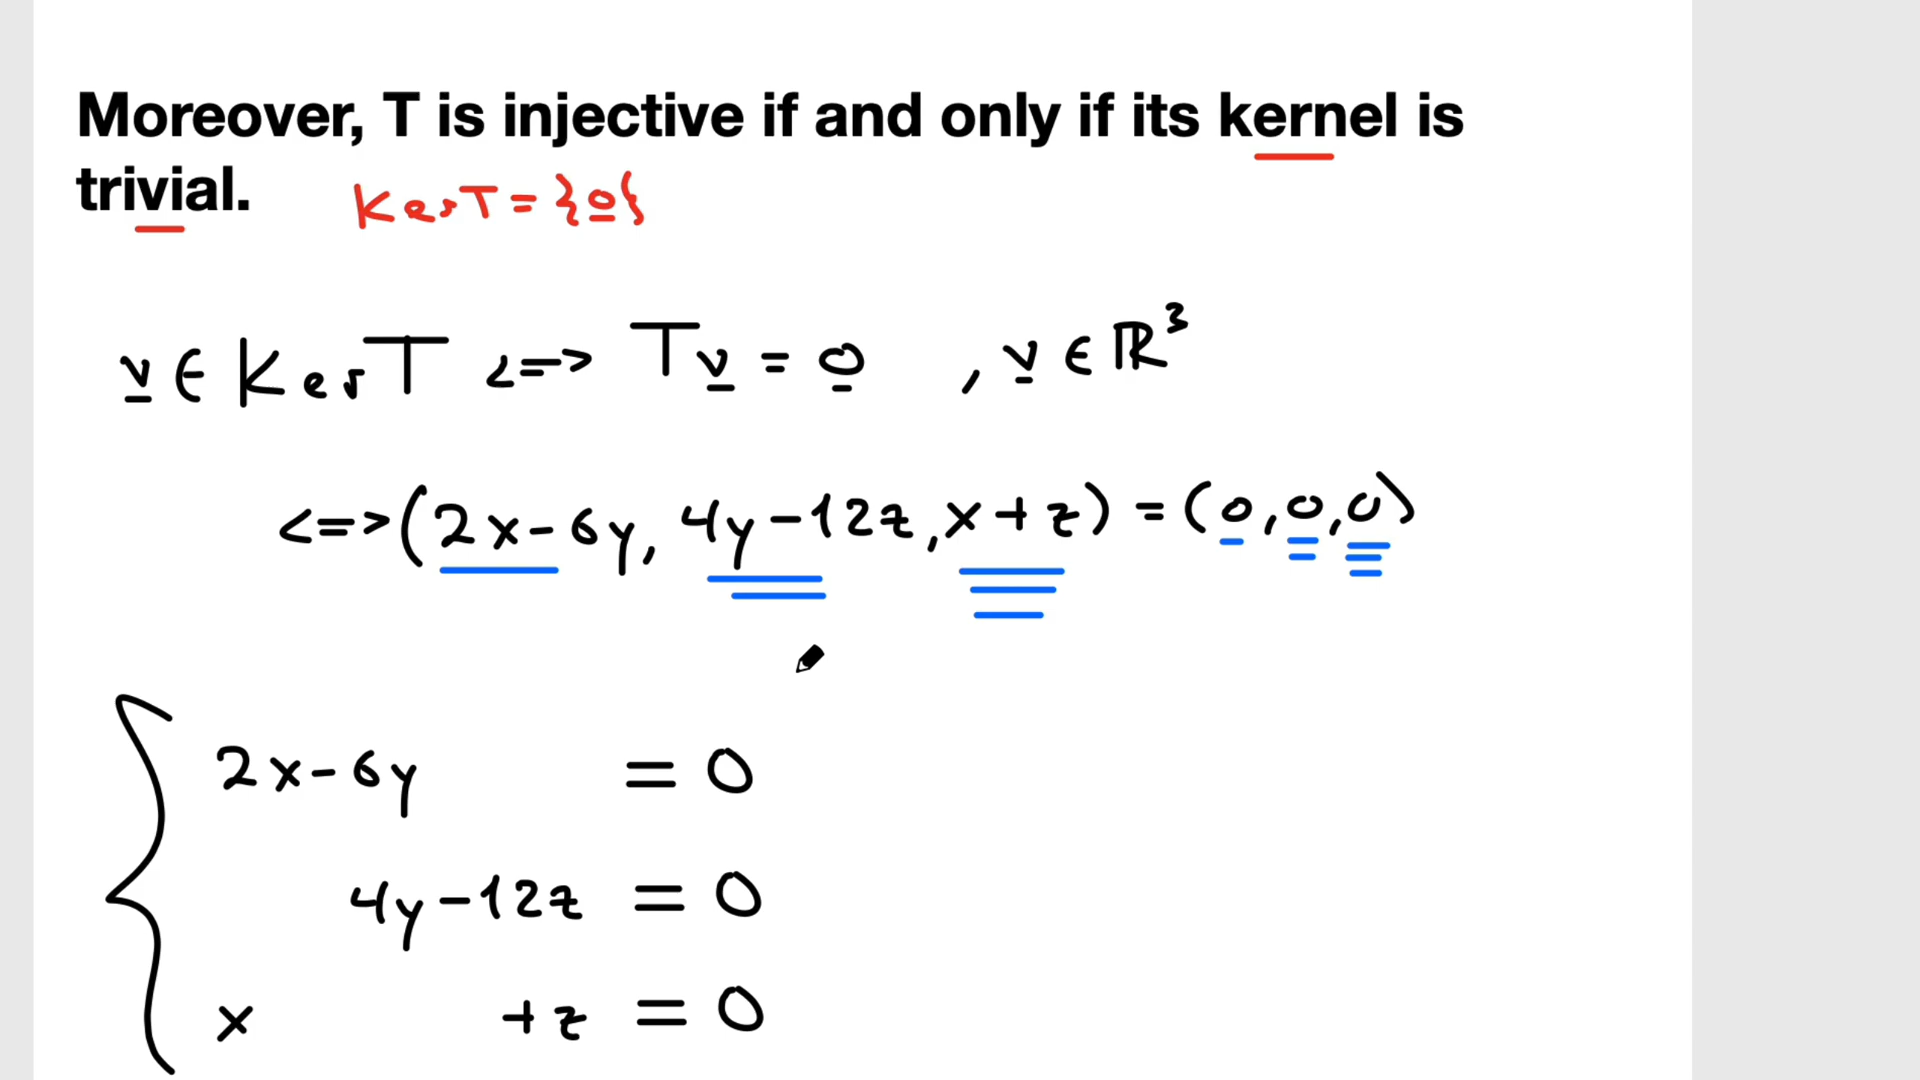 Moreover, T is injective if and only if its kernel is
trivial. KerT = {0}
v ∈ KerT <=> Tv = 0 , v ∈ ℝ³
<=> (2x-6y, 4y-12z, x+z) = (0,0,0)
2x-6y = 0
4y-12z = 0
x +z = 0